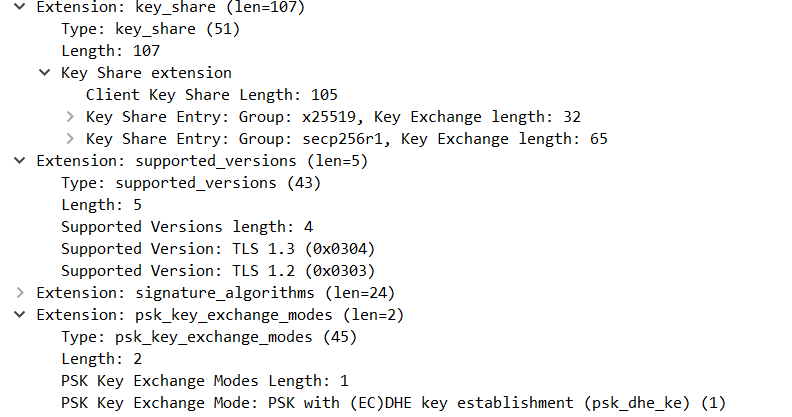 Extension: key_share (len=107)
Type: key_share (51)
Length: 107
Key Share extension
Client Key Share Length: 105
Key Share Entry: Group: x25519, Key Exchange length: 32
Key Share Entry: Group: secp256r1, Key Exchange length: 65
Extension: supported_versions (len=5)
Type: supported_versions (43)
Length: 5
Supported Versions length: 4
Supported Version: TLS 1.3 (0x0304)
Supported Version: TLS 1.2 (0x0303)
Extension: signature_algorithms (len=24)
Extension: psk_key_exchange_modes (len=2)
Type: psk_key_exchange_modes (45)
Length: 2
PSK Key Exchange Modes Length: 1
PSK Key Exchange Mode: PSK with (EC)DHE key establishment (psk_dhe_ke) (1)